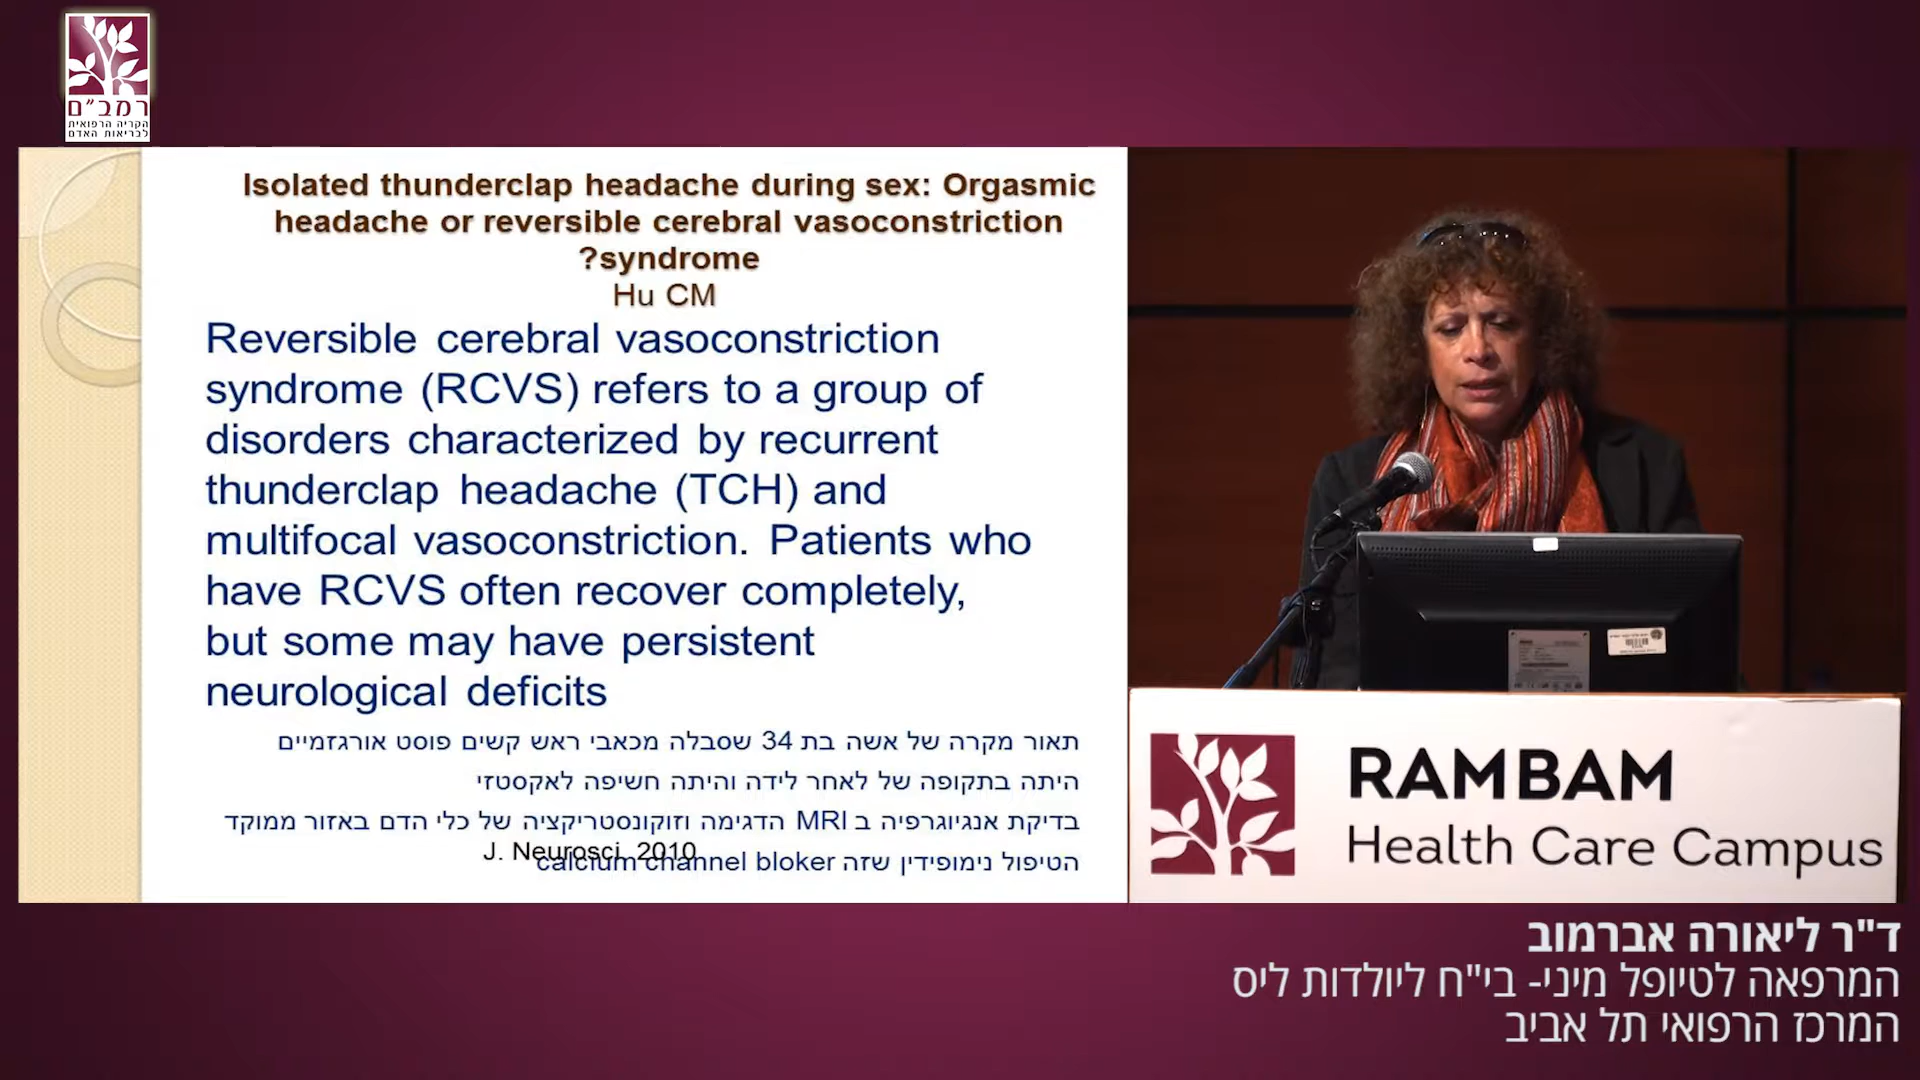 רמב״ם
הקריה הרפואית
לבריאות האדם
Isolated thunderclap headache during sex: Orgasmic
headache or reversible cerebral vasoconstriction
?syndrome
Hu CM
Reversible cerebral vasoconstriction
syndrome (RCVS) refers to a group of
disorders characterized by recurrent
thunderclap headache (TCH) and
multifocal vasoconstriction. Patients who
have RCVS often recover completely,
but some may have persistent
neurological deficits
תאור מקרה של אשה בת 34 שסבלה מכאבי ראש קשים פוסט אורגזמיים
היתה בתקופה של לאחר לידה והיתה חשיפה לאקסטזי
בדיקת אנגיוגרפיה ב MRI הדגימה וזוקונסטריקציה של כלי הדם באזור ממוקד
הטיפול נימופידין שזה calcium channel bloker
J. Neurosci, 2010
RAMBAM
Health Care Campus
ד"ר ליאורה אברמוב
המרפאה לטיופל מיני- בי"ח ליולדות ליס
המרכז הרפואי תל אביב